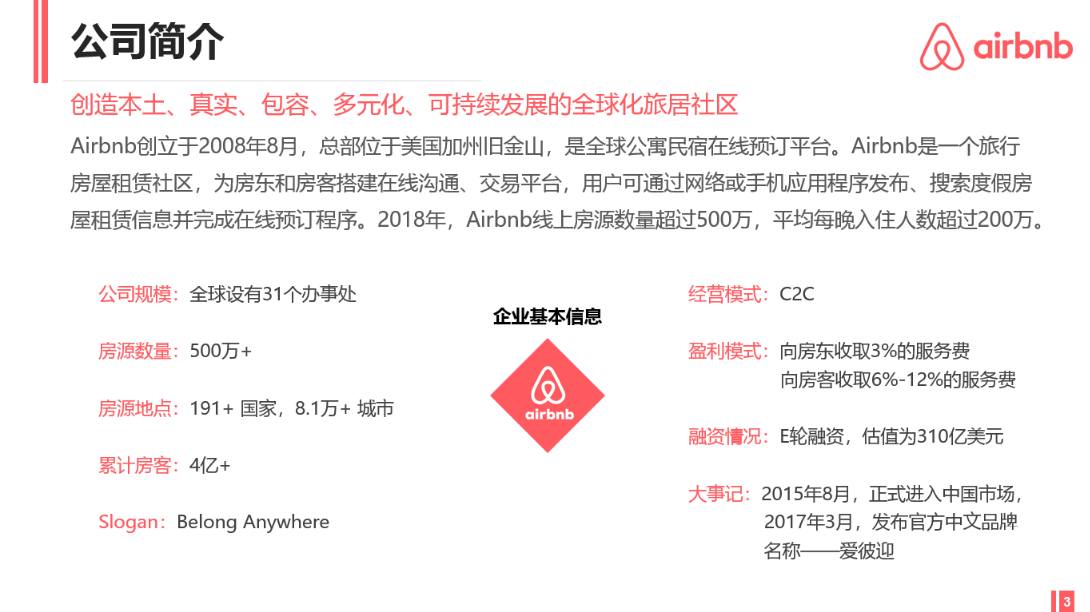 公司简介
airbnb
创造本土、真实、包容、多元化、可持续发展的全球化旅居社区
Airbnb创立于2008年8月，总部位于美国加州旧金山，是全球公寓民宿在线预订平台。Airbnb是一个旅行
房屋租赁社区，为房东和房客搭建在线沟通、交易平台，用户可通过网络或手机应用程序发布、搜索度假房
屋租赁信息并完成在线预订程序。2018年，Airbnb线上房源数量超过500万，平均每晚入住人数超过200万。
公司规模：全球设有31个办事处
房源数量：500万+
房源地点：191+ 国家，8.1万+ 城市
累计房客：4亿+
Slogan：Belong Anywhere
企业基本信息
airbnb
经营模式：C2C
盈利模式：向房东收取3%的服务费
向房客收取6%-12%的服务费
融资情况：E轮融资，估值为310亿美元
大事记：2015年8月，正式进入中国市场，
2017年3月，发布官方中文品牌
名称——爱彼迎
3